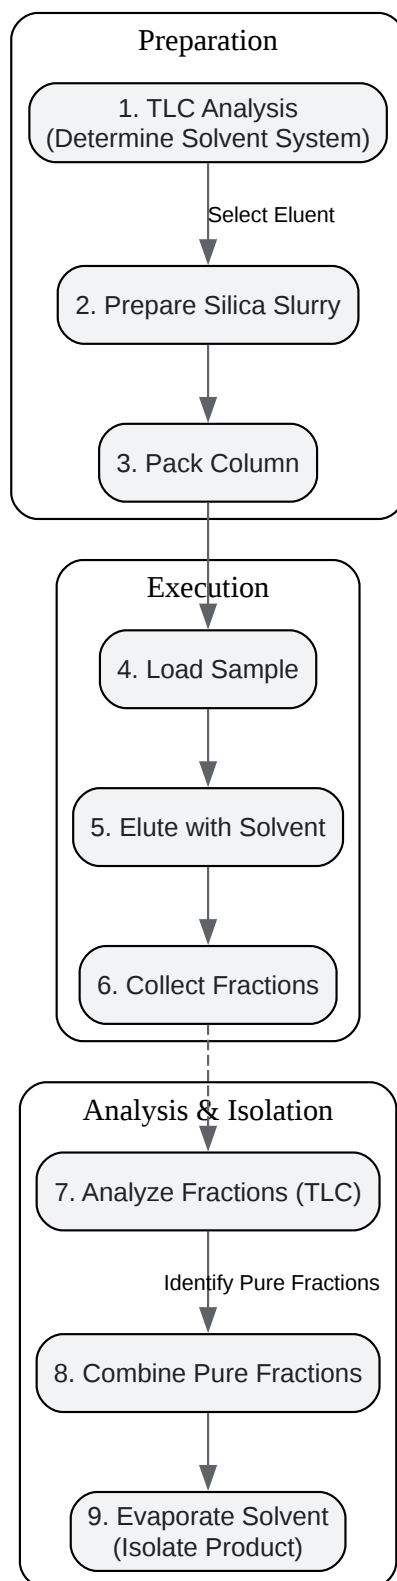 Preparation
1. TLC Analysis
(Determine Solvent System)
Select Eluent
2. Prepare Silica Slurry
3. Pack Column
Execution
4. Load Sample
5. Elute with Solvent
6. Collect Fractions
Analysis & Isolation
7. Analyze Fractions (TLC)
Identify Pure Fractions
8. Combine Pure Fractions
9. Evaporate Solvent
(Isolate Product)